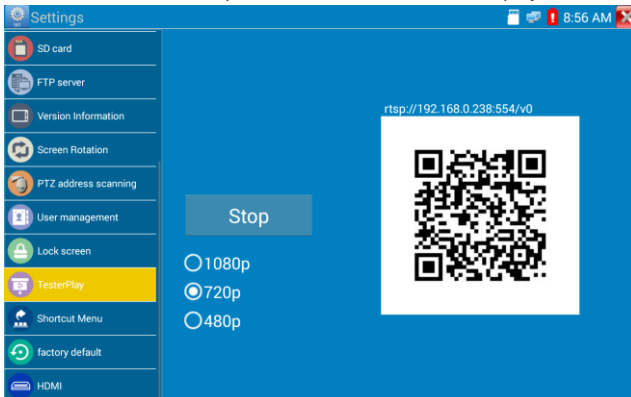 Settings
8:56 AM
SD card
FTP server
Version Information
Screen Rotation
PTZ address scanning
User management
Lock screen
TesterPlay
Shortcut Menu
factory default
HDMI
rtsp://192.168.0.238:554/v0
Stop
1080p
720p
480p